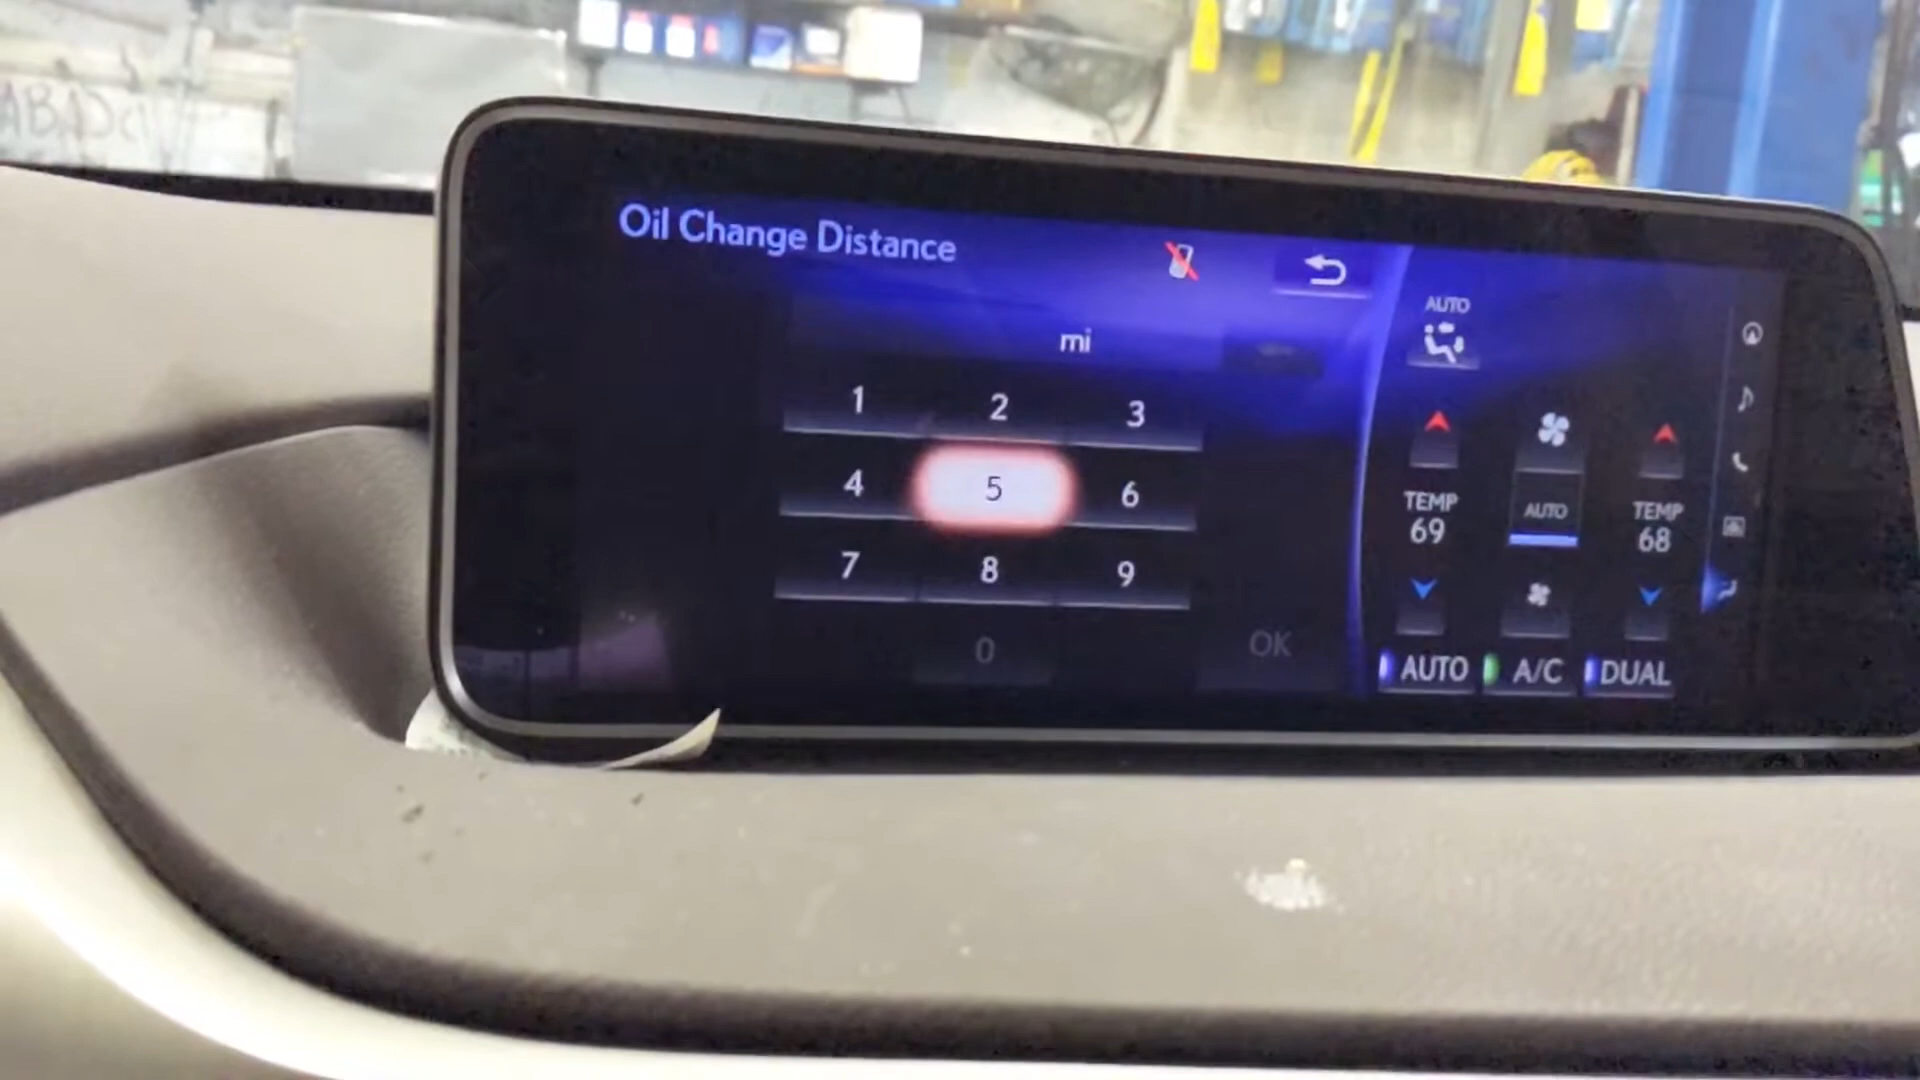 Oil Change Distance
mi
1 2 3
4 5 6
7 8 9
0 OK
AUTO
TEMP
69
AUTO
TEMP
68
AUTO A/C DUAL